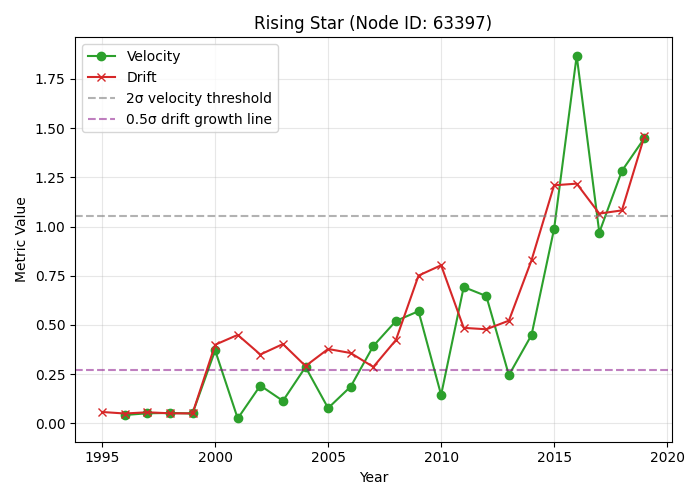 Rising Star (Node ID: 63397)
Velocity
Drift
2σ velocity threshold
0.5σ drift growth line
Metric Value
1.75
1.50
1.25
1.00
0.75
0.50
0.25
0.00
1995 2000 2005 2010 2015 2020
Year